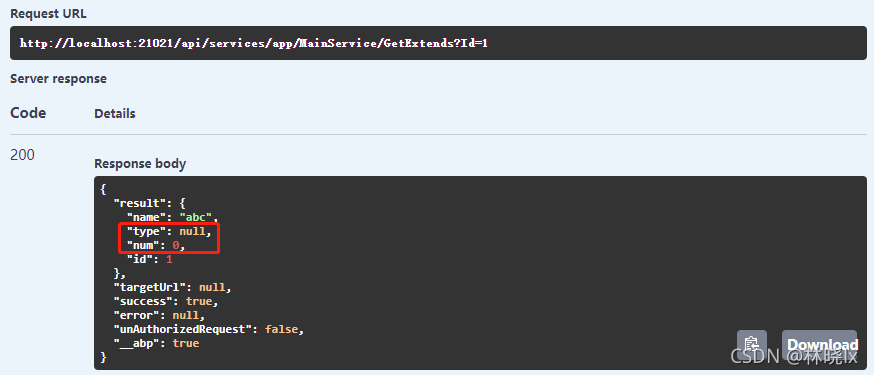 Request URL
http://localhost:21021/api/services/app/MainService/GetExtends?Id=1
Server response
Code Details
200
Response body
{
  "result": {
    "name": "abc",
    "type": null,
    "num": 0,
    "id": 1
  },
  "targetUrl": null,
  "success": true,
  "error": null,
  "unAuthorizedRequest": false,
  "__abp": true
}
Download
CSDN @林晓lx